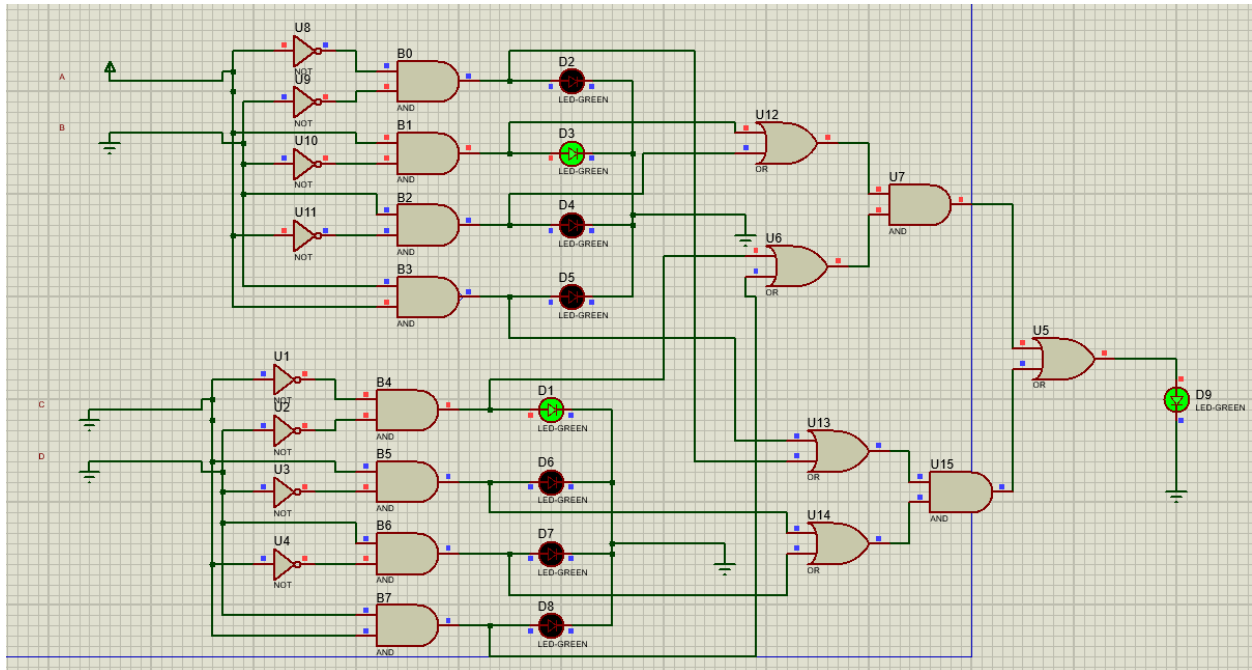 A
B
U8
NOT
U9
NOT
U10
NOT
U11
NOT
B0
AND
B1
AND
B2
AND
B3
AND
D2
LED-GREEN
D3
LED-GREEN
D4
LED-GREEN
D5
LED-GREEN
U12
OR
U6
OR
U7
AND
C
D
U1
NOT
U2
NOT
U3
NOT
U4
NOT
B4
AND
B5
AND
B6
AND
B7
AND
D1
LED-GREEN
D6
LED-GREEN
D7
LED-GREEN
D8
LED-GREEN
U13
OR
U14
OR
U15
AND
U5
OR
D9
LED-GREEN